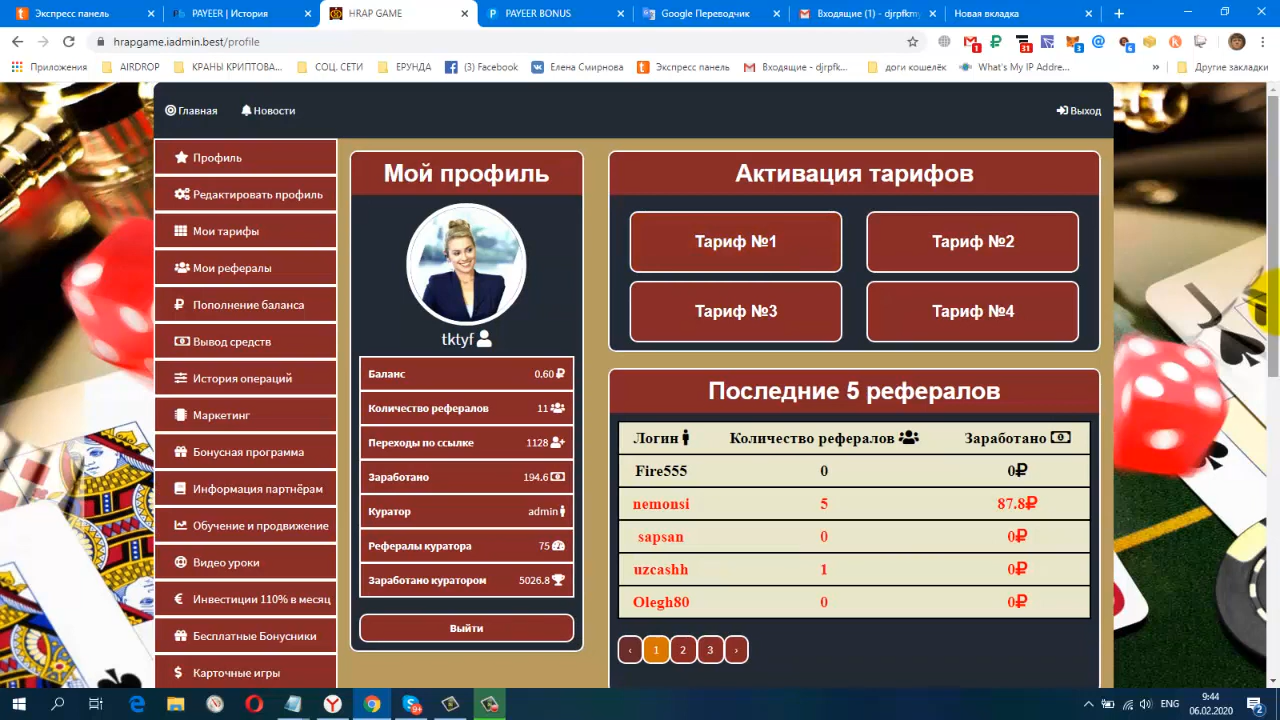 Экспресс панель
PAYEER | История
HRAP GAME
PAYEER BONUS
Google Переводчик
Входящие (1) - djrpfkmy
Новая вкладка
hrapgame.iadmin.best/profile
1
31
3
6
Приложения
AIRDROP
КРАНЫ КРИПТОВА...
СОЦ. СЕТИ
ЕРУНДА
(3) Facebook
Елена Смирнова
Экспресс панель
Входящие - djrpfk...
доги кошелёк
What's My IP Addre...
»
Другие закладки
Главная
Новости
Выход
Профиль
Редактировать профиль
Мои тарифы
Мои рефералы
Пополнение баланса
Вывод средств
История операций
Маркетинг
Бонусная программа
Информация партнёрам
Обучение и продвижение
Видео уроки
Инвестиции 110% в месяц
Бесплатные Бонусники
Карточные игры
Мой профиль
tktyf
Баланс 0.60 ₽
Количество рефералов 11
Переходы по ссылке 1128
Заработано 194.6
Куратор admin
Рефералы куратора 75
Заработано куратором 5026.8
Выйти
Активация тарифов
Тариф №1 Тариф №2
Тариф №3 Тариф №4
Последние 5 рефералов
Логин Количество рефералов Заработано
Fire555 0 0₽
nemonsi 5 87.8₽
sapsan 0 0₽
uzcashh 1 0₽
Olegh80 0 0₽
‹ 1 2 3 ›
ENG
9:44
06.02.2020
9+
2